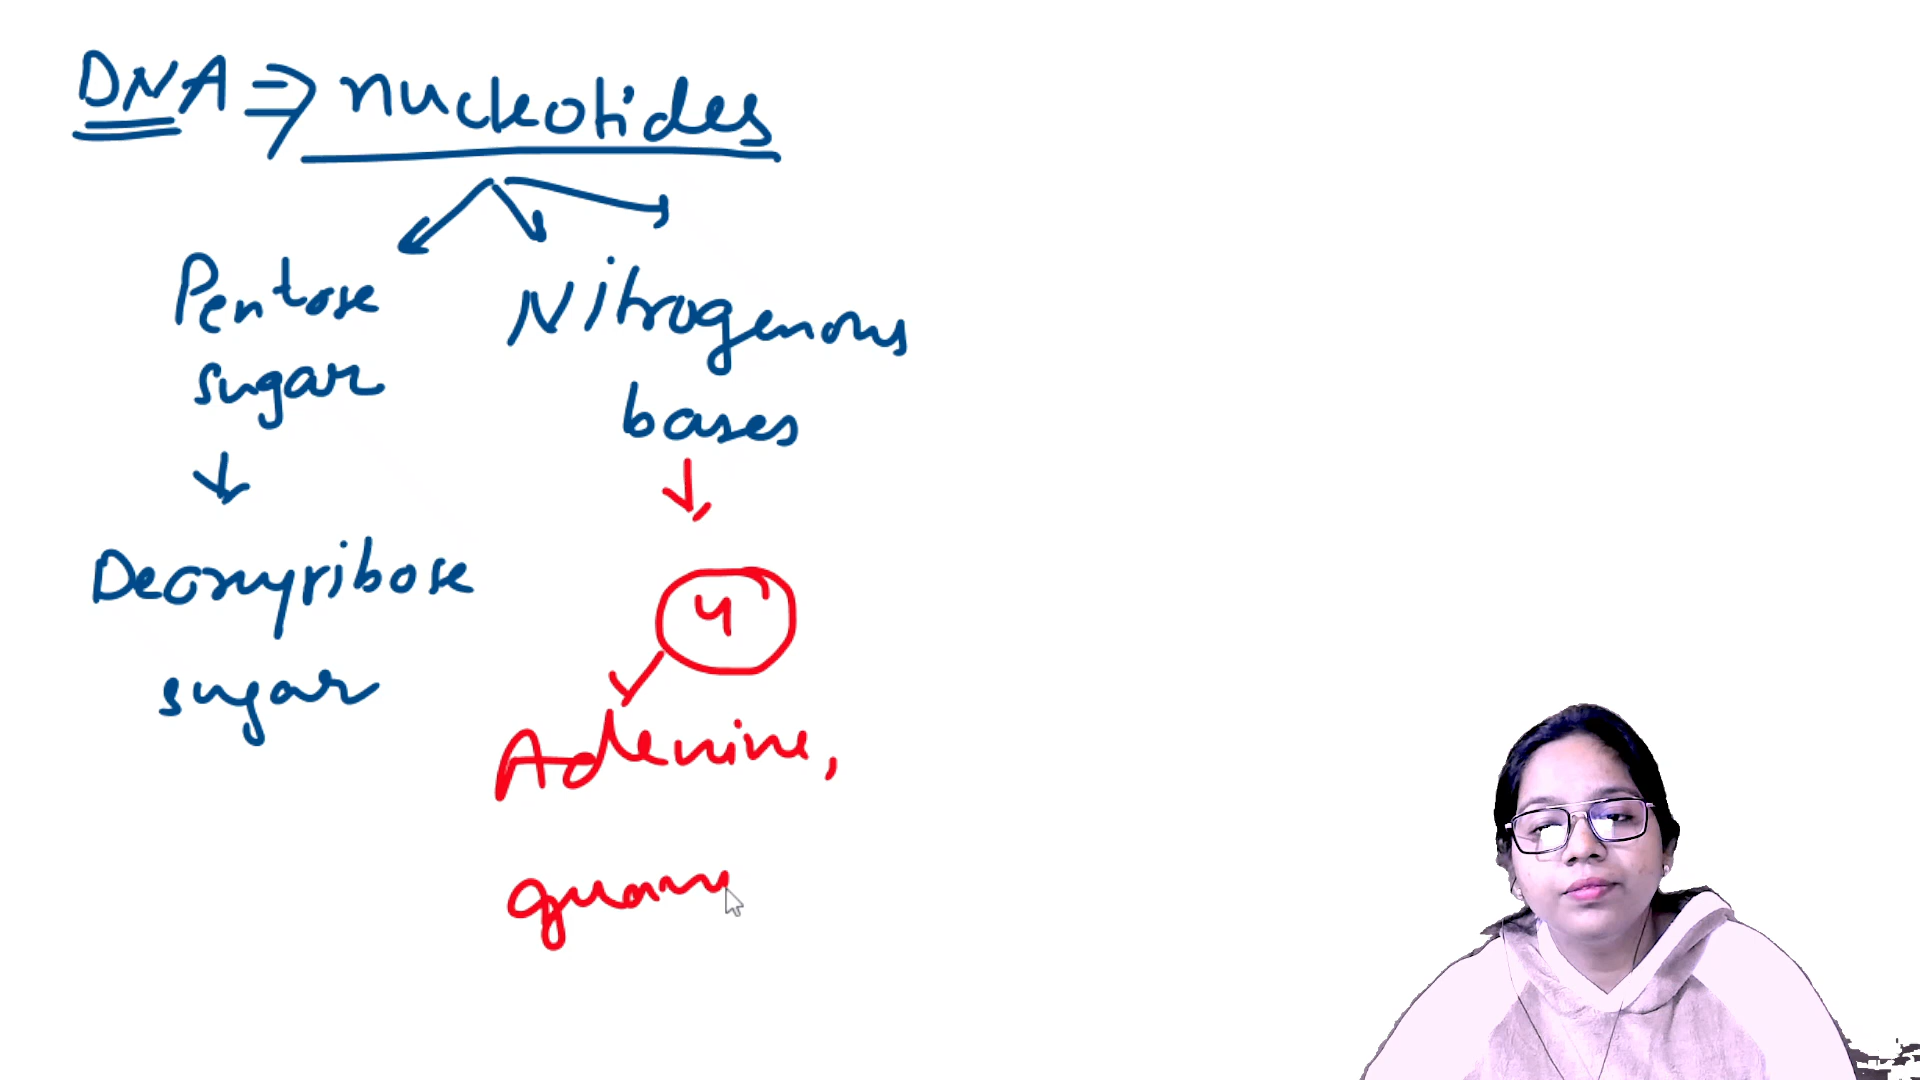 DNA ⇒ nucleotides
Pentose sugar
Nitrogenous bases
Deoxyribose sugar
4
Adenine,
guan